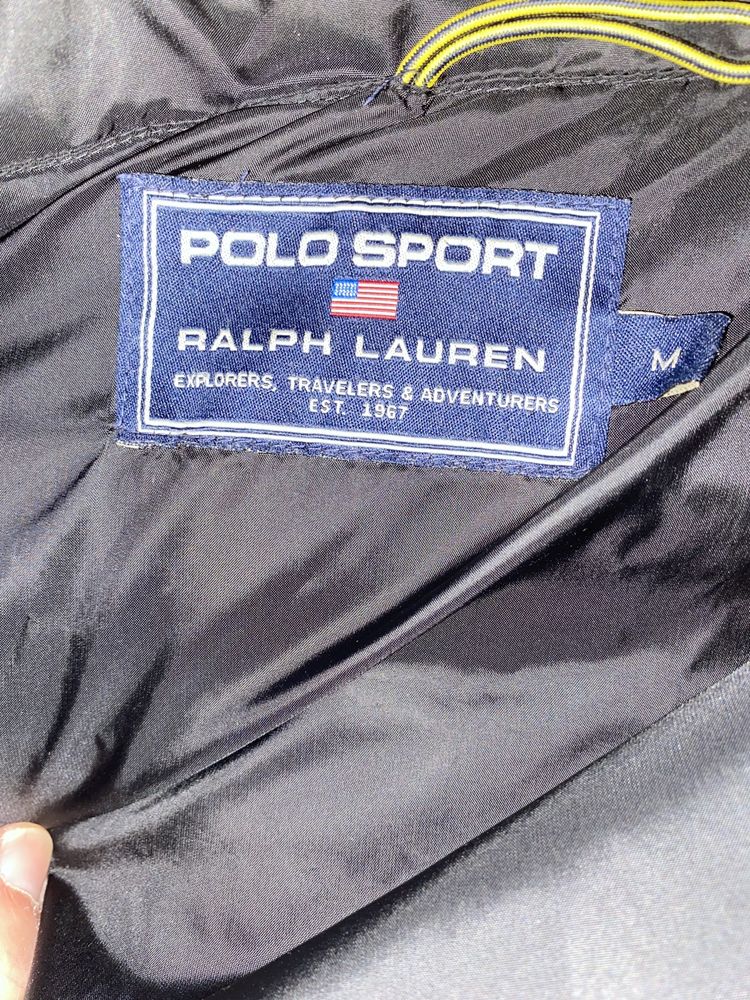 POLO SPORT
RALPH LAUREN
EXPLORERS, TRAVELERS & ADVENTURERS
EST. 1967
M